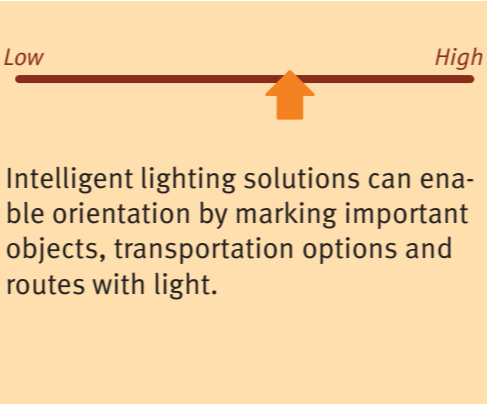 Low High
Intelligent lighting solutions can ena-
ble orientation by marking important
objects, transportation options and
routes with light.